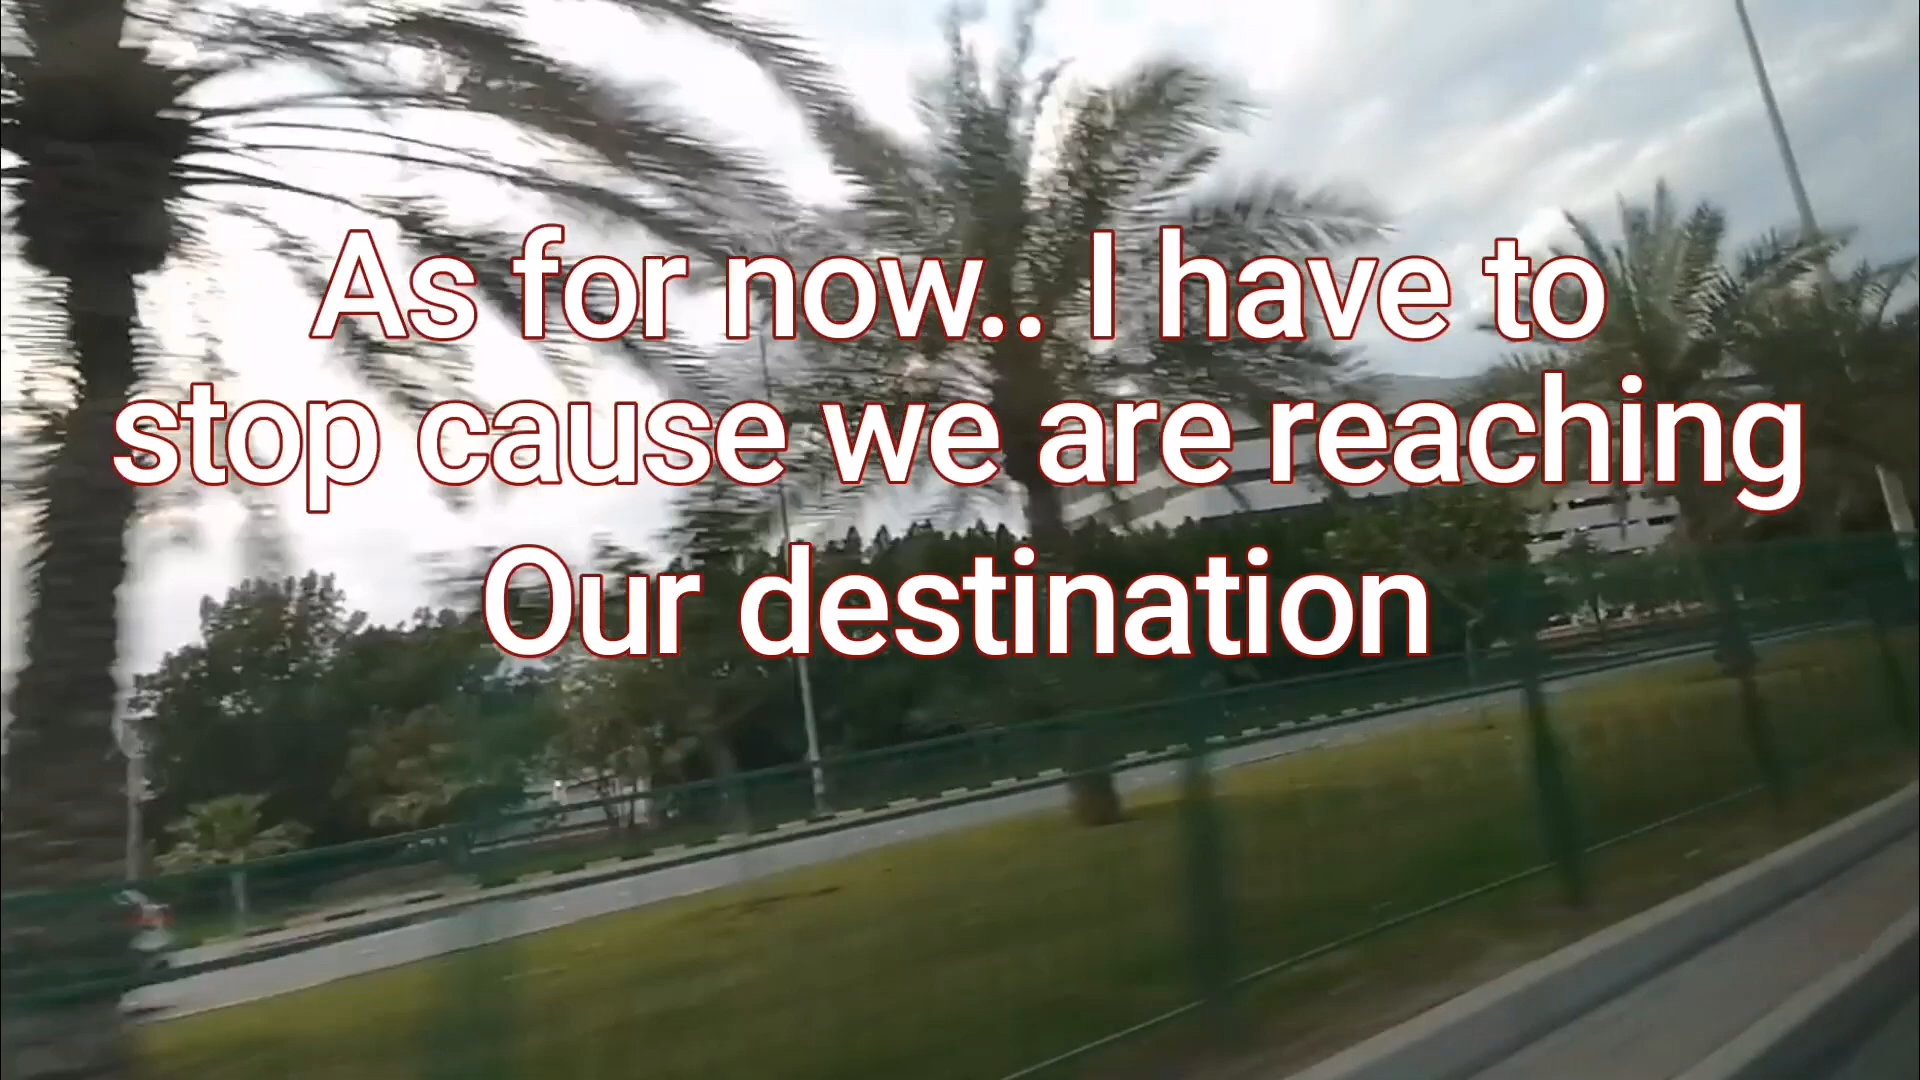 As for now.. I have to
stop cause we are reaching
Our destination